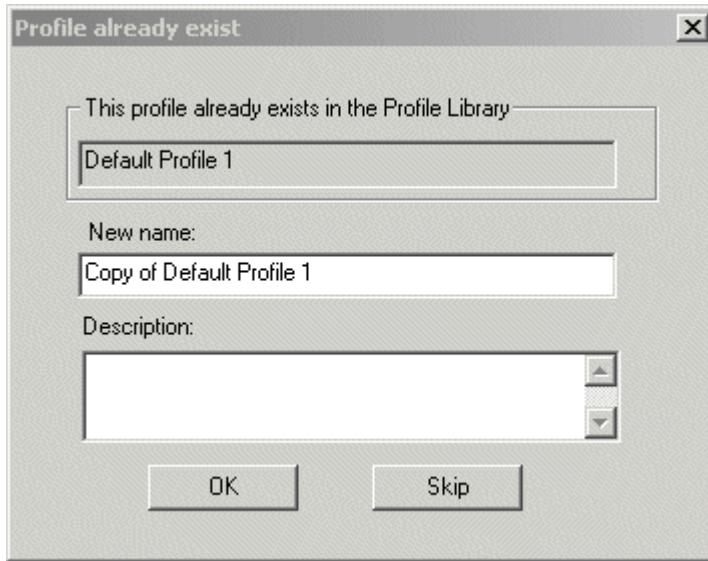 Profile already exist
This profile already exists in the Profile Library
Default Profile 1
New name:
Copy of Default Profile 1
Description:
OK
Skip